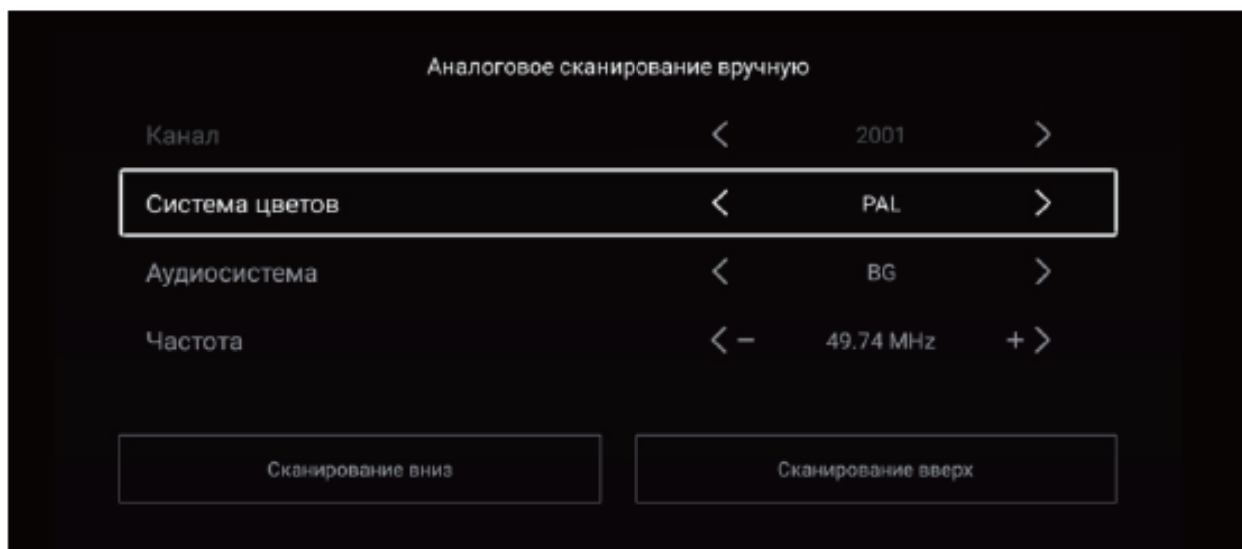 Аналоговое сканирование вручную
Канал < 2001 >
Система цветов < PAL >
Аудиосистема < BG >
Частота < − 49.74 MHz + >
Сканирование вниз Сканирование вверх